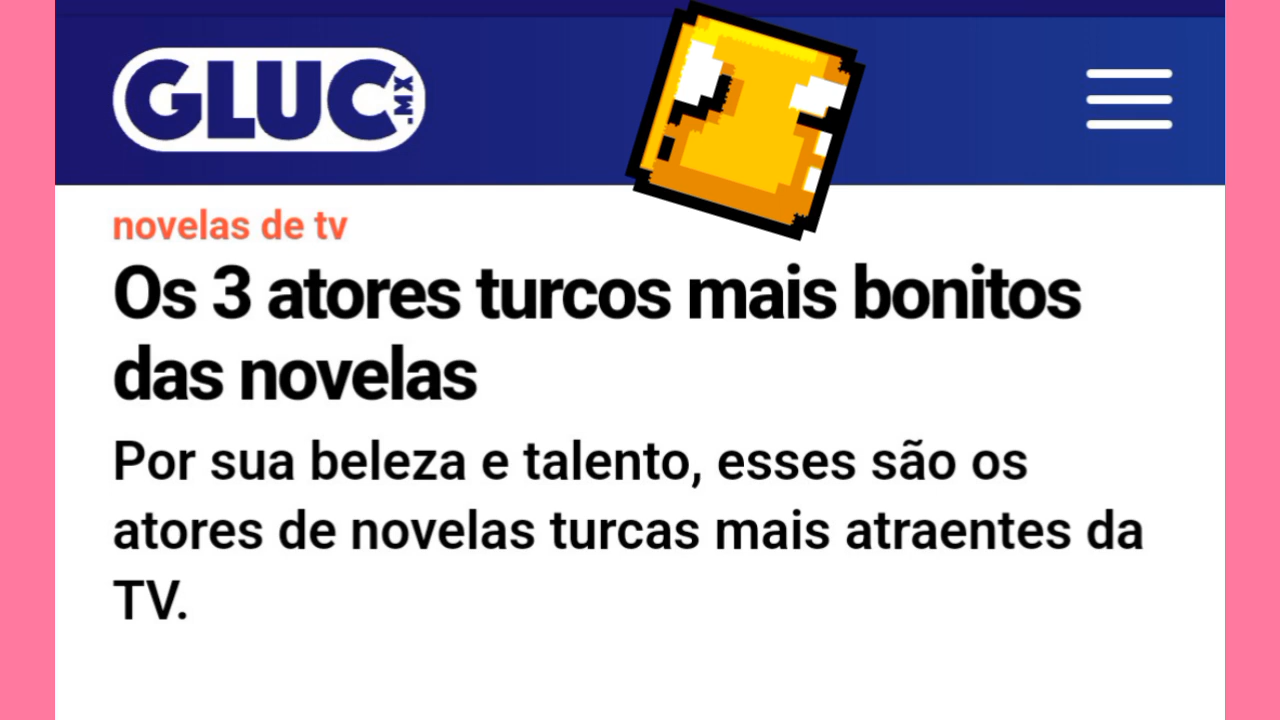 GLUC.MX
novelas de tv
Os 3 atores turcos mais bonitos
das novelas
Por sua beleza e talento, esses são os
atores de novelas turcas mais atraentes da
TV.